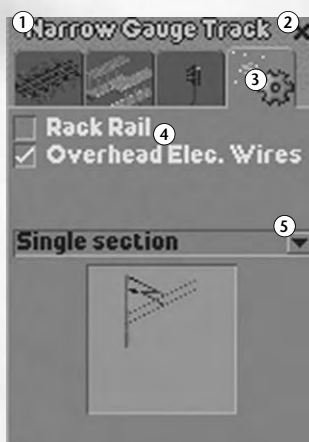 1
Narrow Gauge Track
2
3
Rack Rail
4
Overhead Elec. Wires
5
Single section